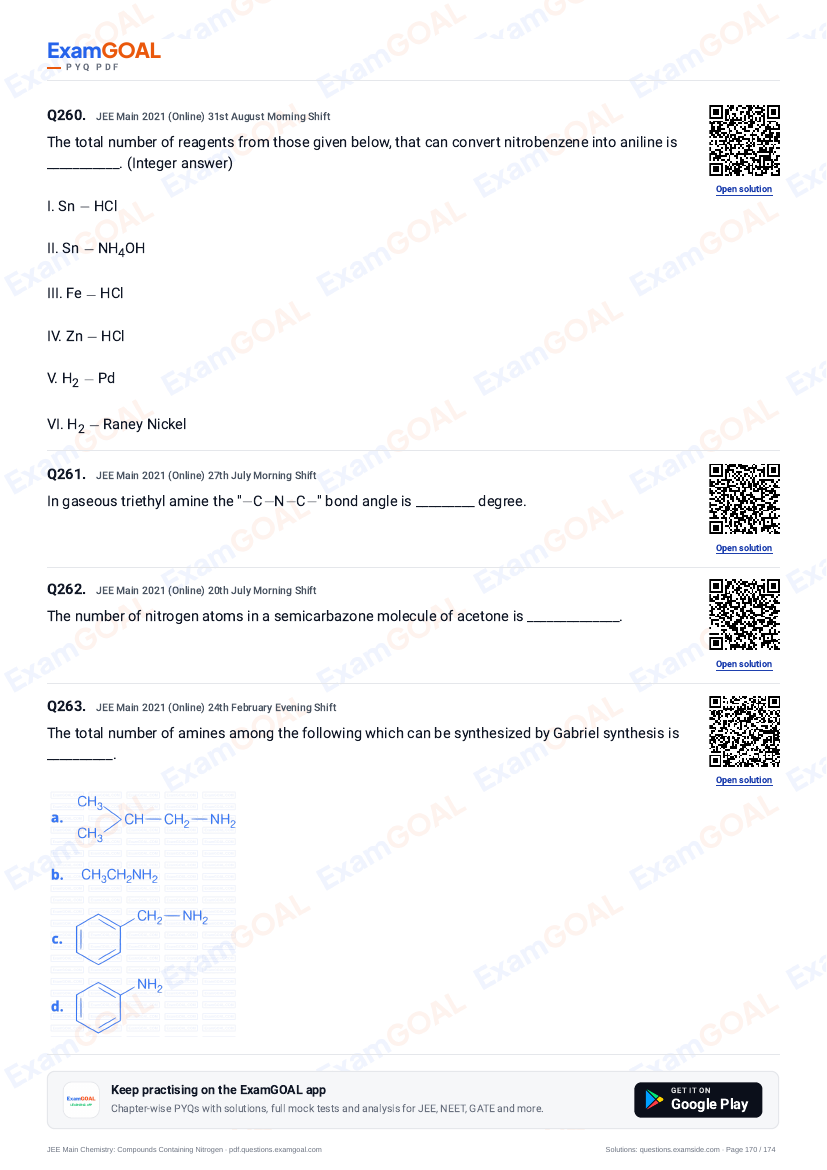 ExamGOAL
PYQ PDF
Q260. JEE Main 2021 (Online) 31st August Morning Shift
The total number of reagents from those given below, that can convert nitrobenzene into aniline is
__________. (Integer answer)
Open solution
I. Sn – HCl
II. Sn – NH₄OH
III. Fe – HCl
IV. Zn – HCl
V. H₂ – Pd
VI. H₂ – Raney Nickel
Q261. JEE Main 2021 (Online) 27th July Morning Shift
In gaseous triethyl amine the "–C–N–C–" bond angle is ________ degree.
Open solution
Q262. JEE Main 2021 (Online) 20th July Morning Shift
The number of nitrogen atoms in a semicarbazone molecule of acetone is _____________.
Open solution
Q263. JEE Main 2021 (Online) 24th February Evening Shift
The total number of amines among the following which can be synthesized by Gabriel synthesis is
_________.
Open solution
CH₃
a. CH—CH₂—NH₂
CH₃
b. CH₃CH₂NH₂
CH₂—NH₂
c.
NH₂
d.
ExamGOAL
Keep practising on the ExamGOAL app
Chapter-wise PYQs with solutions, full mock tests and analysis for JEE, NEET, GATE and more.
GET IT ON
Google Play
JEE Main Chemistry: Compounds Containing Nitrogen · pdf.questions.examgoal.com
Solutions: questions.examside.com · Page 170 / 174